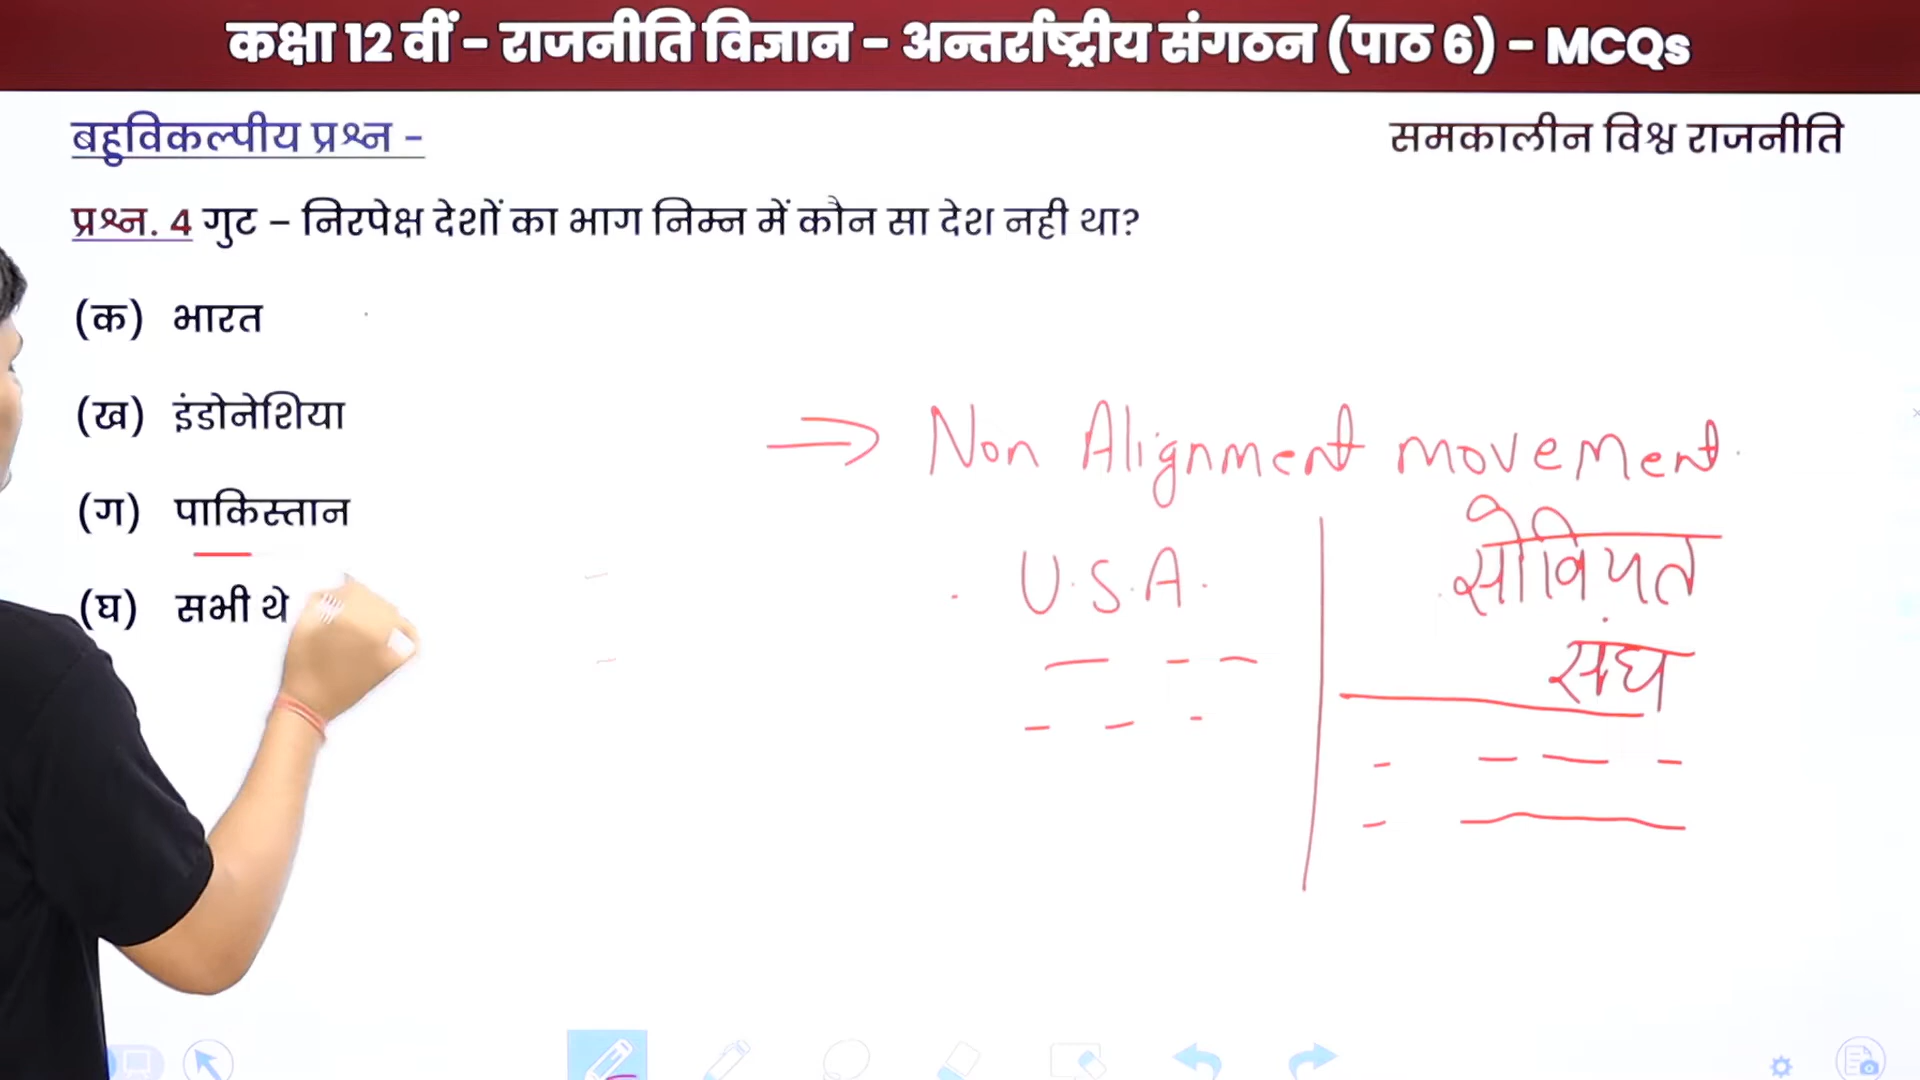 कक्षा 12 वीं - राजनीति विज्ञान - अन्तर्राष्ट्रीय संगठन (पाठ 6) - MCQs
बहुविकल्पीय प्रश्न -
समकालीन विश्व राजनीति
प्रश्न. 4 गुट – निरपेक्ष देशों का भाग निम्न में कौन सा देश नही था?
(क) भारत
(ख) इंडोनेशिया
(ग) पाकिस्तान
(घ) सभी थे
→ Non Alignment movement
U.S.A.
सोवियत
संघ